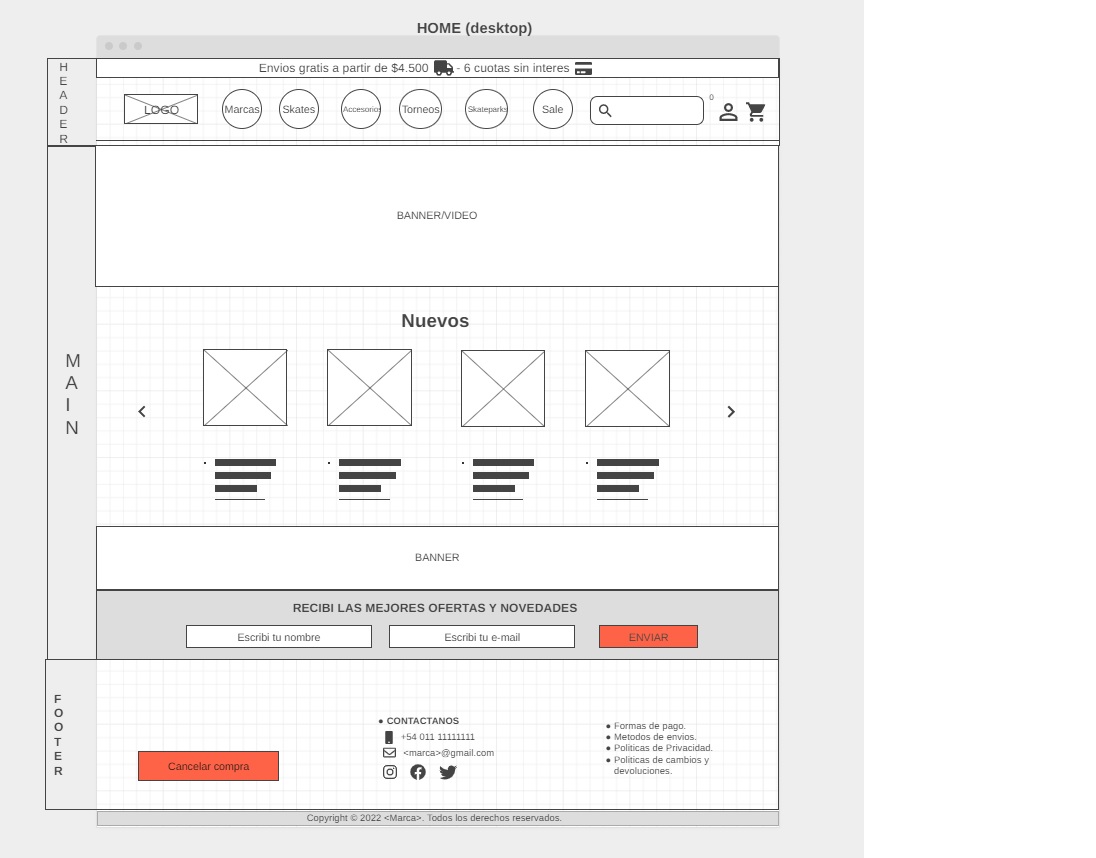 HOME (desktop)
HEADER
Envios gratis a partir de $4.500 - 6 cuotas sin interes
LOGO
Marcas
Skates
Accesorios
Torneos
Skateparks
Sale
0
MAIN
BANNER/VIDEO
Nuevos
BANNER
RECIBI LAS MEJORES OFERTAS Y NOVEDADES
Escribi tu nombre
Escribi tu e-mail
ENVIAR
FOOTER
Cancelar compra
● CONTACTANOS
+54 011 11111111
<marca>@gmail.com
● Formas de pago.
● Metodos de envios.
● Politicas de Privacidad.
● Politicas de cambios y
devoluciones.
Copyright © 2022 <Marca>. Todos los derechos reservados.